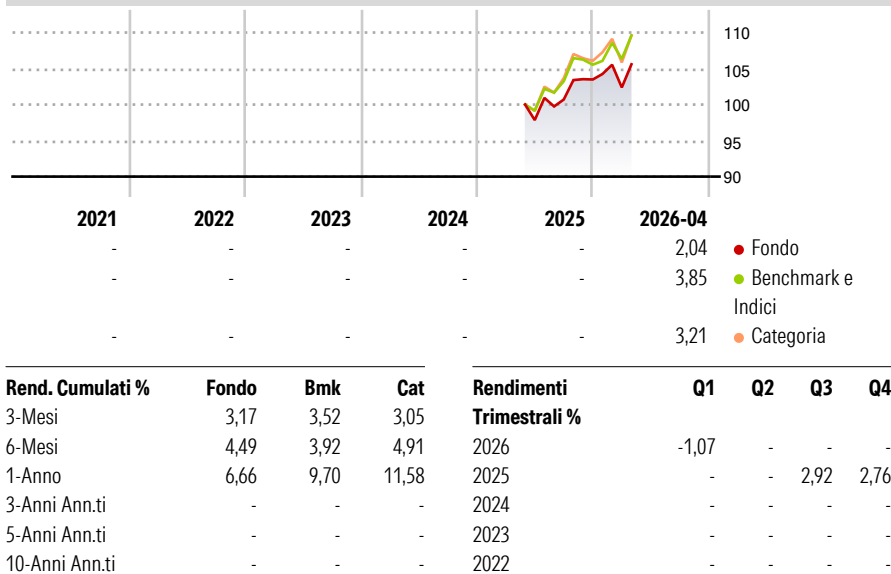 110
105
100
95
90
2021 2022 2023 2024 2025 2026-04
- - - - - 2,04 Fondo
- - - - - 3,85 Benchmark e
Indici
- - - - - 3,21 Categoria
Rend. Cumulati % Fondo Bmk Cat
3-Mesi 3,17 3,52 3,05
6-Mesi 4,49 3,92 4,91
1-Anno 6,66 9,70 11,58
3-Anni Ann.ti - - -
5-Anni Ann.ti - - -
10-Anni Ann.ti - - -
Rendimenti Q1 Q2 Q3 Q4
Trimestrali %
2026 -1,07 - - -
2025 - - 2,92 2,76
2024 - - - -
2023 - - - -
2022 - - - -